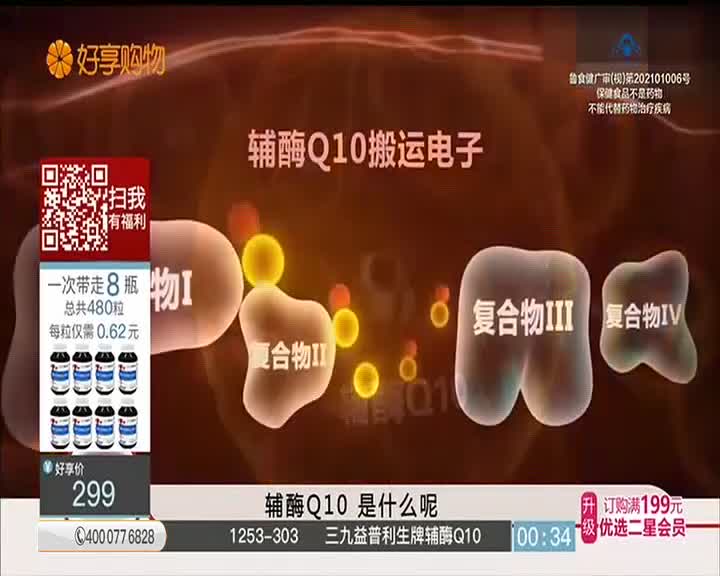 好享购物
鲁食健广审(视)第202101006号
保健食品不是药物
不能代替药物治疗疾病
辅酶Q10搬运电子
扫我
有福利
一次带走8瓶
总共480粒
每粒仅需 0.62元
好享价
299
物I
复合物II
复合物III
复合物IV
辅酶Q10
辅酶Q10 是什么呢
400 077 6828
1253-303 三九益普利生牌辅酶Q10
00:34
升级
订购满199元
优选二星会员